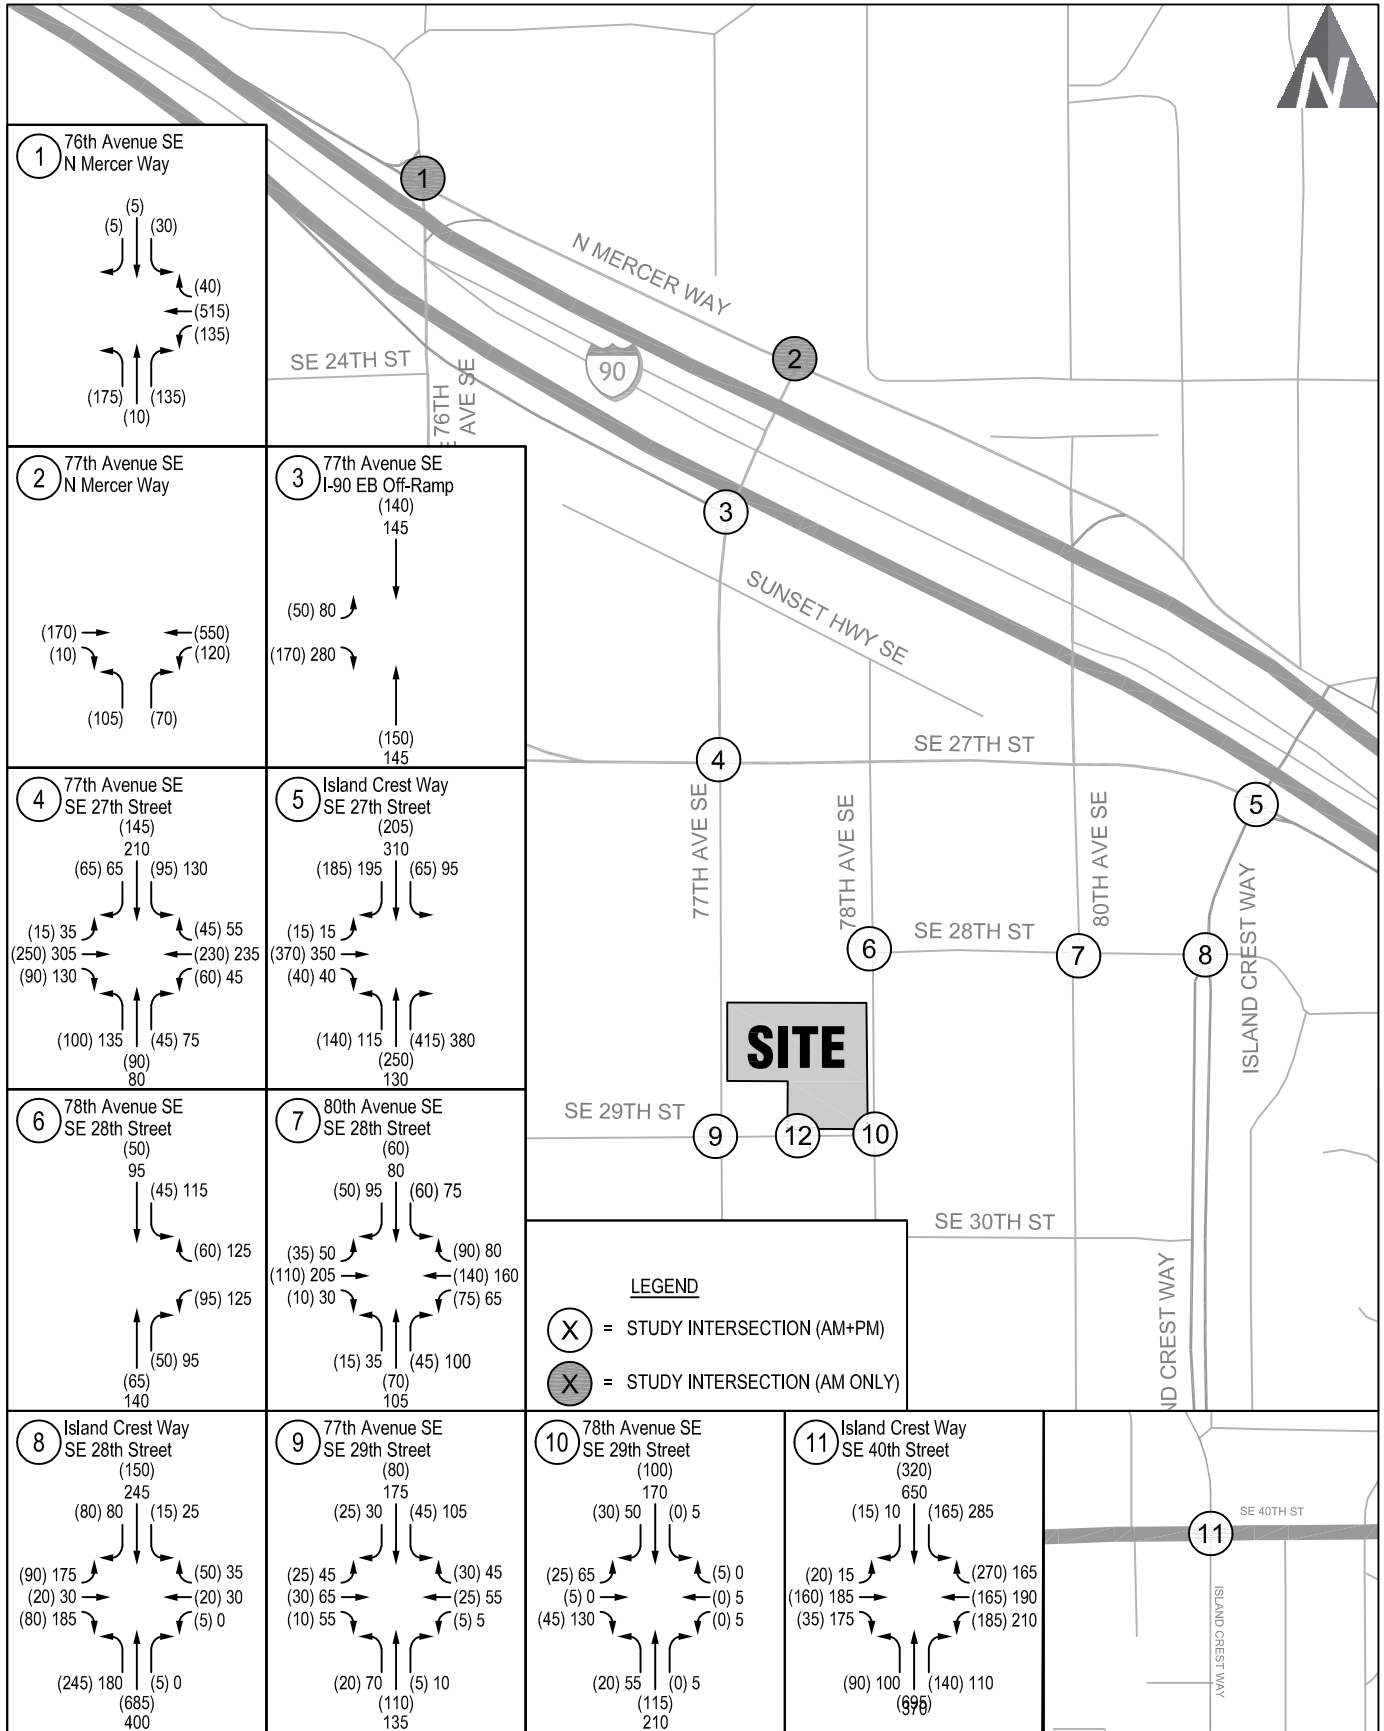 N
1
76th Avenue SE
N Mercer Way
(5)
(5) (30)
(40)
(515)
(135)
(175) (135)
(10)
2
77th Avenue SE
N Mercer Way
(170) (550)
(10) (120)
(105) (70)
3
77th Avenue SE
I-90 EB Off-Ramp
(140)
145
(50) 80
(170) 280
(150)
145
4
77th Avenue SE
SE 27th Street
(145)
210
(65) 65 (95) 130
(15) 35 (45) 55
(250) 305 (230) 235
(90) 130 (60) 45
(100) 135 (45) 75
(90)
80
5
Island Crest Way
SE 27th Street
(205)
310
(185) 195 (65) 95
(15) 15
(370) 350
(40) 40
(140) 115 (415) 380
(250)
130
6
78th Avenue SE
SE 28th Street
(50)
95
(45) 115
(60) 125
(95) 125
(50) 95
(65)
140
7
80th Avenue SE
SE 28th Street
(60)
80
(50) 95 (60) 75
(35) 50 (90) 80
(110) 205 (140) 160
(10) 30 (75) 65
(15) 35 (45) 100
(70)
105
8
Island Crest Way
SE 28th Street
(150)
245
(80) 80 (15) 25
(90) 175 (50) 35
(20) 30 (20) 30
(80) 185 (5) 0
(245) 180 (5) 0
(685)
400
9
77th Avenue SE
SE 29th Street
(80)
175
(25) 30 (45) 105
(25) 45 (30) 45
(30) 65 (25) 55
(10) 55 (5) 5
(20) 70 (5) 10
(110)
135
10
78th Avenue SE
SE 29th Street
(100)
170
(30) 50 (0) 5
(25) 65 (5) 0
(5) 0 (0) 5
(45) 130 (0) 5
(20) 55 (0) 5
(115)
210
11
Island Crest Way
SE 40th Street
(320)
650
(15) 10 (165) 285
(20) 15 (270) 165
(160) 185 (165) 190
(35) 175 (185) 210
(90) 100 (140) 110
(695)
370
1
2
3
4
5
6
7
8
9
12
10
11
N MERCER WAY
90
SE 24TH ST
76TH
AVE SE
SUNSET HWY SE
SE 27TH ST
77TH AVE SE
78TH AVE SE
80TH AVE SE
SE 28TH ST
ISLAND CREST WAY
SITE
SE 29TH ST
SE 30TH ST
ND CREST WAY
SE 40TH ST
ISLAND CREST WAY
LEGEND
X = STUDY INTERSECTION (AM+PM)
X = STUDY INTERSECTION (AM ONLY)